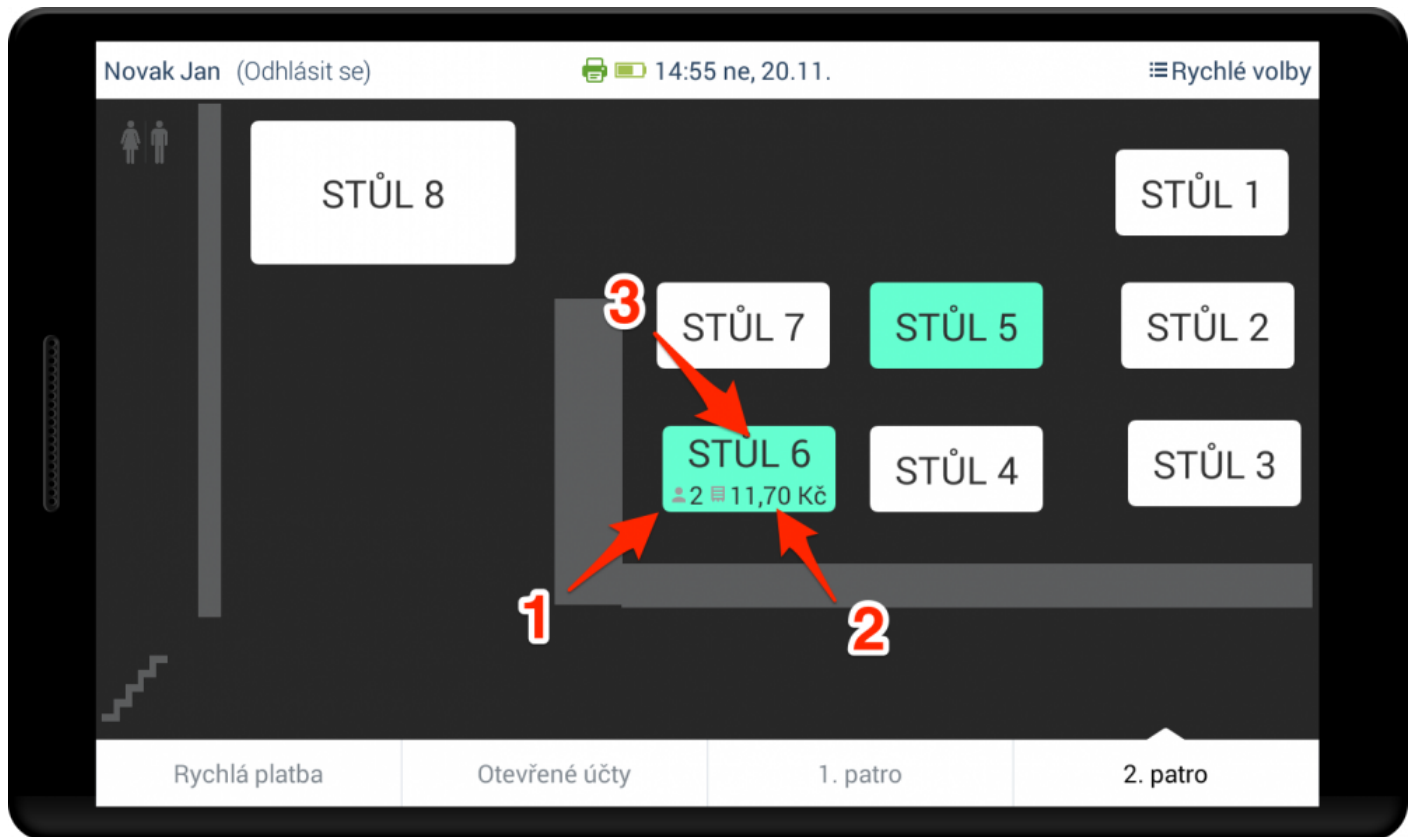 Novak Jan (Odhlásit se) 14:55 ne, 20.11. Rychlé volby
STŮL 8
STŮL 1
3
STŮL 7 STŮL 5 STŮL 2
STŮL 6 STŮL 4 STŮL 3
2 11,70 Kč
1 2
Rychlá platba Otevřené účty 1. patro 2. patro